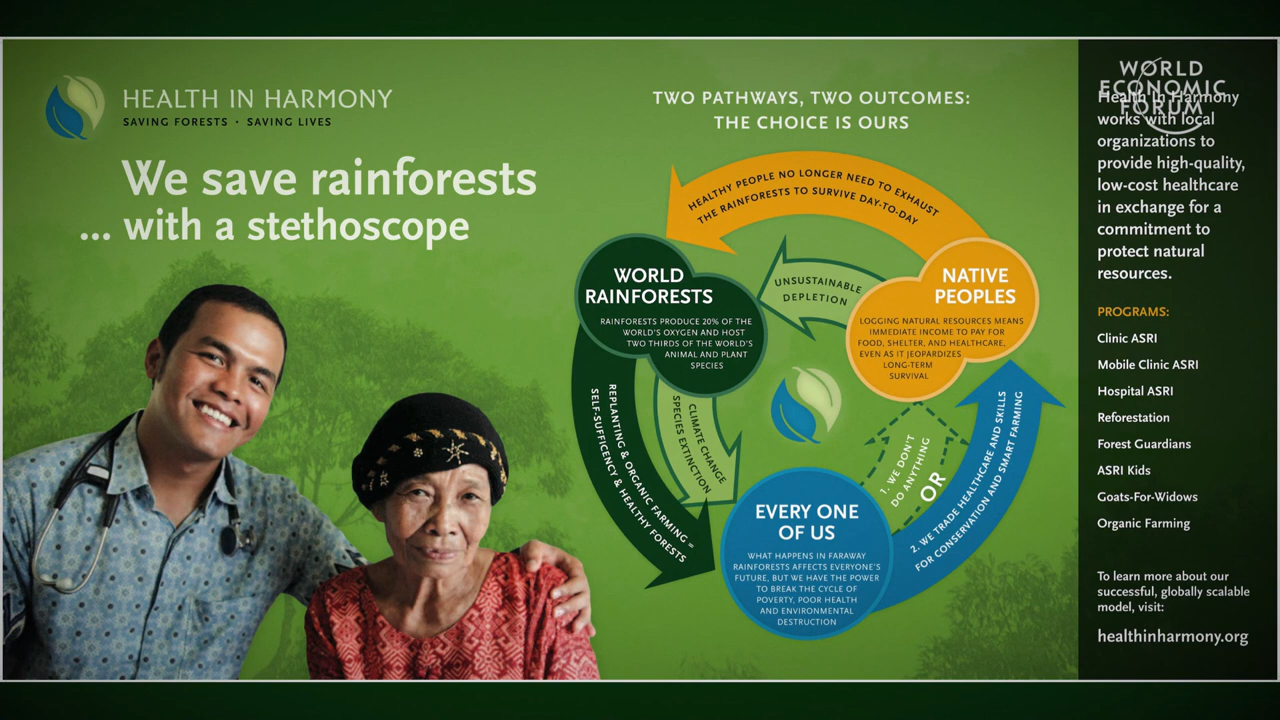 HEALTH IN HARMONY
SAVING FORESTS · SAVING LIVES
We save rainforests
... with a stethoscope
TWO PATHWAYS, TWO OUTCOMES:
THE CHOICE IS OURS
HEALTHY PEOPLE NO LONGER NEED TO EXHAUST
THE RAINFORESTS TO SURVIVE DAY-TO-DAY
WORLD
RAINFORESTS
RAINFORESTS PRODUCE 20% OF THE
WORLD'S OXYGEN AND HOST
TWO THIRDS OF THE WORLD'S
ANIMAL AND PLANT
SPECIES
UNSUSTAINABLE
DEPLETION
NATIVE
PEOPLES
LOGGING NATURAL RESOURCES MEANS
IMMEDIATE INCOME TO PAY FOR
FOOD, SHELTER, AND HEALTHCARE,
EVEN AS IT JEOPARDIZES
LONG-TERM
SURVIVAL
REPLANTING & ORGANIC FARMING =
SELF-SUFFICENCY & HEALTHY FORESTS
CLIMATE CHANGE
SPECIES EXTINCTION
1. WE DON'T
DO ANYTHING
OR
2. WE TRADE HEALTHCARE AND SKILLS
FOR CONSERVATION AND SMART FARMING
EVERY ONE
OF US
WHAT HAPPENS IN FARAWAY
RAINFORESTS AFFECTS EVERYONE'S
FUTURE, BUT WE HAVE THE POWER
TO BREAK THE CYCLE OF
POVERTY, POOR HEALTH
AND ENVIRONMENTAL
DESTRUCTION
WORLD
ECONOMIC
FORUM
Health In Harmony
works with local
organizations to
provide high-quality,
low-cost healthcare
in exchange for a
commitment to
protect natural
resources.
PROGRAMS:
Clinic ASRI
Mobile Clinic ASRI
Hospital ASRI
Reforestation
Forest Guardians
ASRI Kids
Goats-For-Widows
Organic Farming
To learn more about our
successful, globally scalable
model, visit:
healthinharmony.org